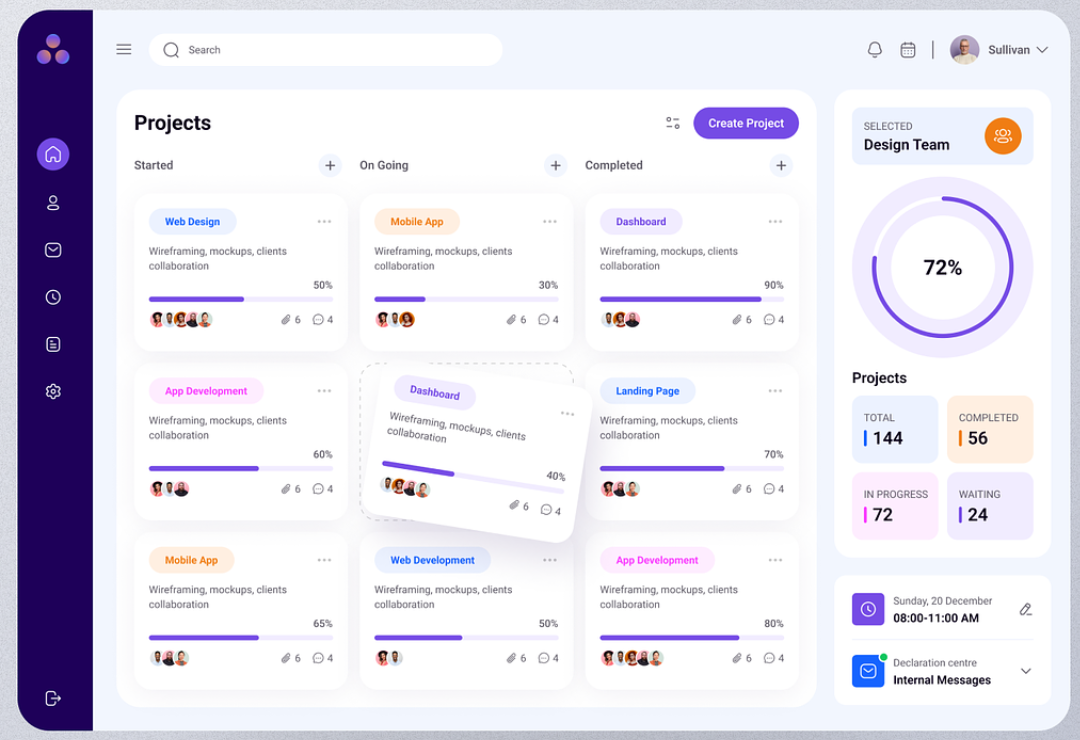 Search
Sullivan
Projects
Create Project
Started
On Going
Completed
Web Design
Wireframing, mockups, clients
collaboration
50%
6
4
Mobile App
Wireframing, mockups, clients
collaboration
30%
6
4
Dashboard
Wireframing, mockups, clients
collaboration
90%
6
4
App Development
Wireframing, mockups, clients
collaboration
60%
6
4
Dashboard
Wireframing, mockups, clients
collaboration
40%
6
4
Landing Page
Wireframing, mockups, clients
collaboration
70%
6
4
Mobile App
Wireframing, mockups, clients
collaboration
65%
6
4
Web Development
Wireframing, mockups, clients
collaboration
50%
6
4
App Development
Wireframing, mockups, clients
collaboration
80%
6
4
SELECTED
Design Team
72%
Projects
TOTAL
144
COMPLETED
56
IN PROGRESS
72
WAITING
24
Sunday, 20 December
08:00-11:00 AM
Declaration centre
Internal Messages